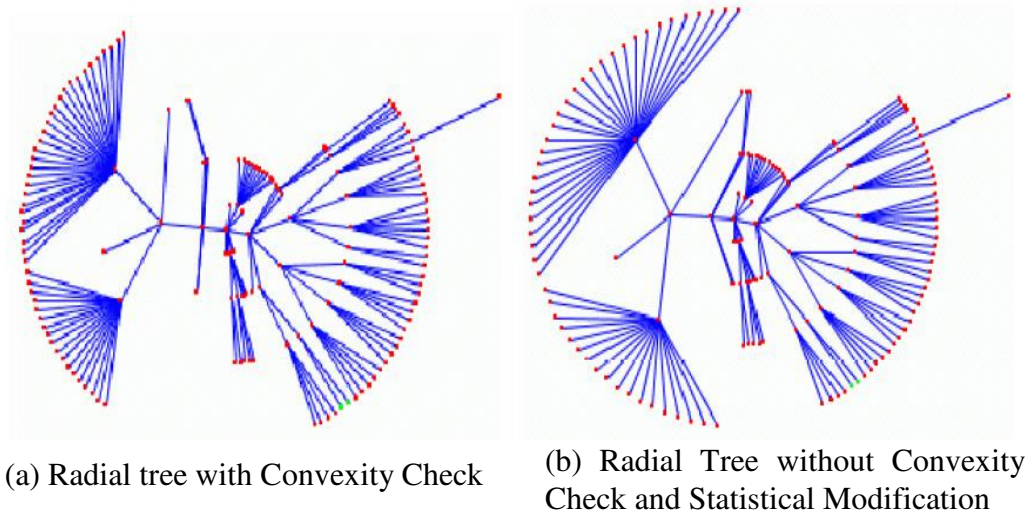 (a) Radial tree with Convexity Check
(b) Radial Tree without Convexity
Check and Statistical Modification